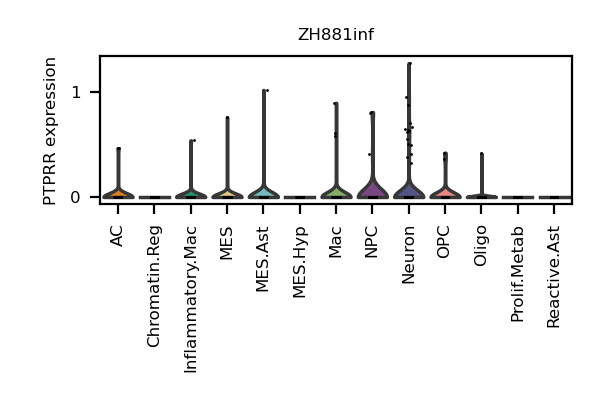 ZH881inf
PTPRR expression
1
0
AC
Chromatin.Reg
Inflammatory.Mac
MES
MES.Ast
MES.Hyp
Mac
NPC
Neuron
OPC
Oligo
Prolif.Metab
Reactive.Ast